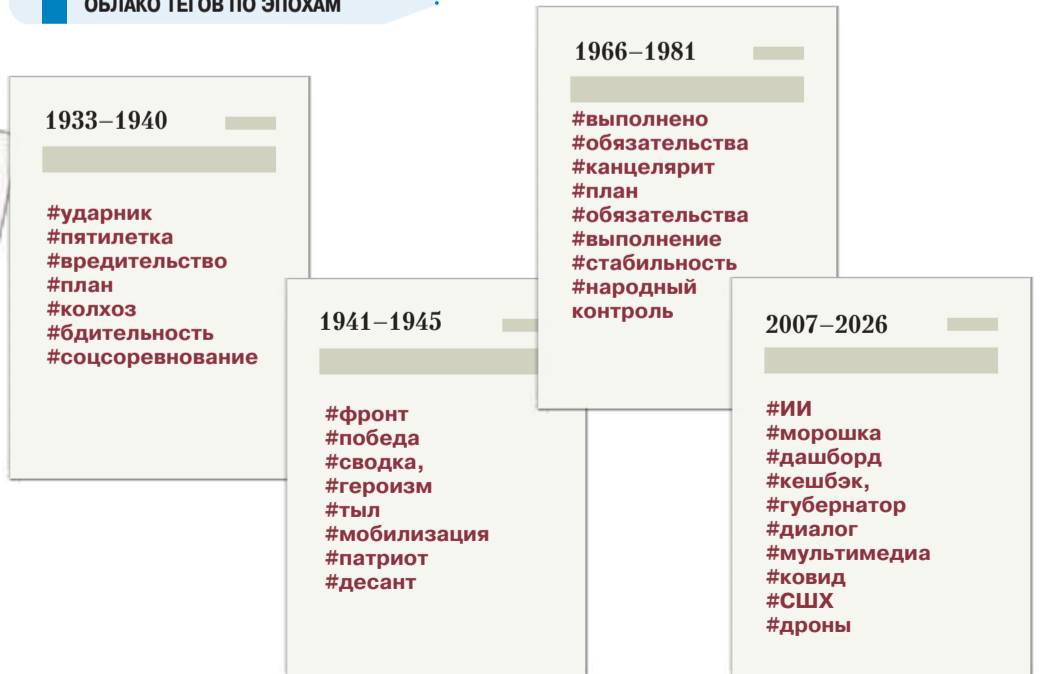 ОБЛАКО ТЕГОВ ПО ЭПОХАМ
1933–1940
#ударник
#пятилетка
#вредительство
#план
#колхоз
#бдительность
#соцсоревнование
1941–1945
#фронт
#победа
#сводка,
#героизм
#тыл
#мобилизация
#патриот
#десант
1966–1981
#выполнено
#обязательства
#канцелярит
#план
#обязательства
#выполнение
#стабильность
#народный
контроль
2007–2026
#ИИ
#морошка
#дашборд
#кешбэк,
#губернатор
#диалог
#мультимедиа
#ковид
#СШХ
#дроны